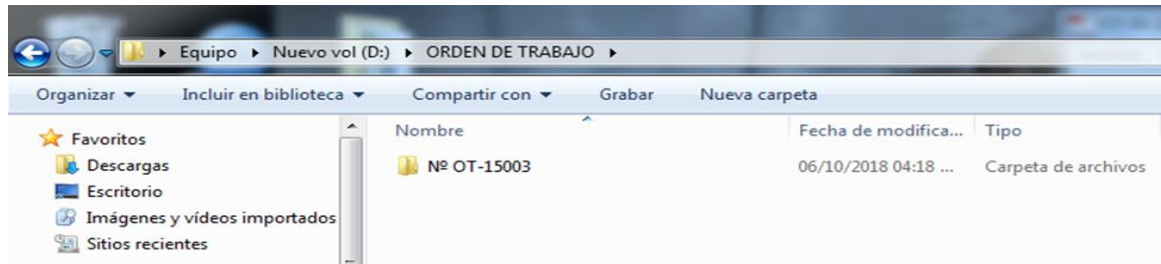 Equipo Nuevo vol (D:) ORDEN DE TRABAJO
Organizar Incluir en biblioteca Compartir con Grabar Nueva carpeta
Favoritos
Descargas
Escritorio
Imágenes y vídeos importados
Sitios recientes
Nombre Fecha de modifica... Tipo
Nº OT-15003 06/10/2018 04:18 ... Carpeta de archivos